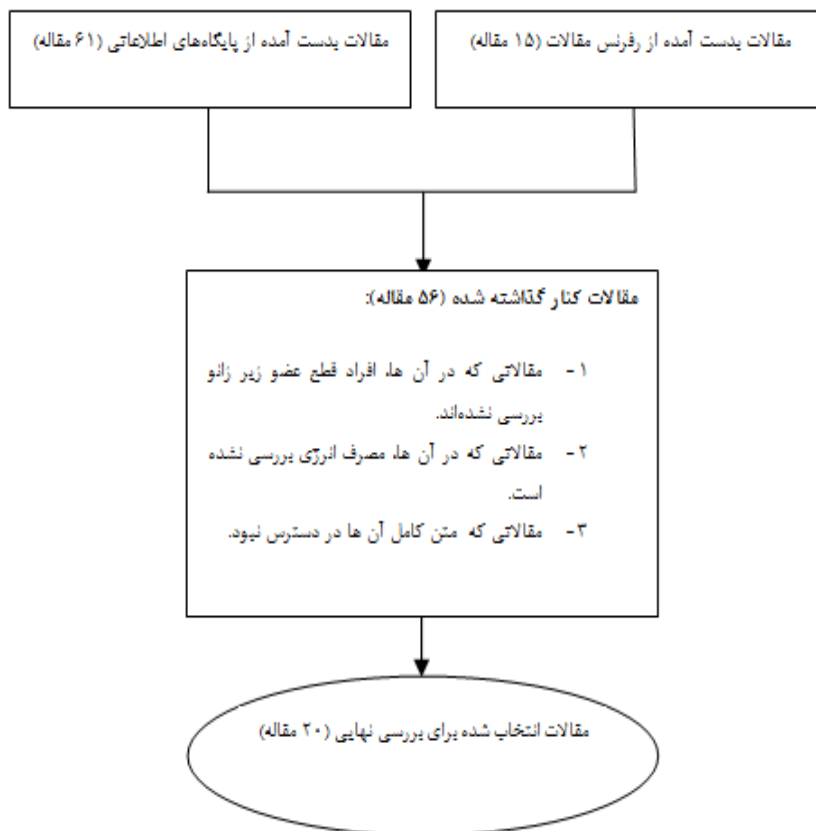 مقالات بدست آمده از رفرنس مقالات (۱۵ مقاله)
مقالات بدست آمده از پایگاه‌های اطلاعاتی (۶۱ مقاله)
مقالات کنار گذاشته شده (۵۶ مقاله):
۱- مقالاتی که در آن ها، افراد قطع عضو زیر زانو
بررسی نشده‌اند.
۲- مقالاتی که در آن ها، مصرف انرژی بررسی نشده
است.
۳- مقالاتی که متن کامل آن ها در دسترس نبود.
مقالات انتخاب شده برای بررسی نهایی (۲۰ مقاله)